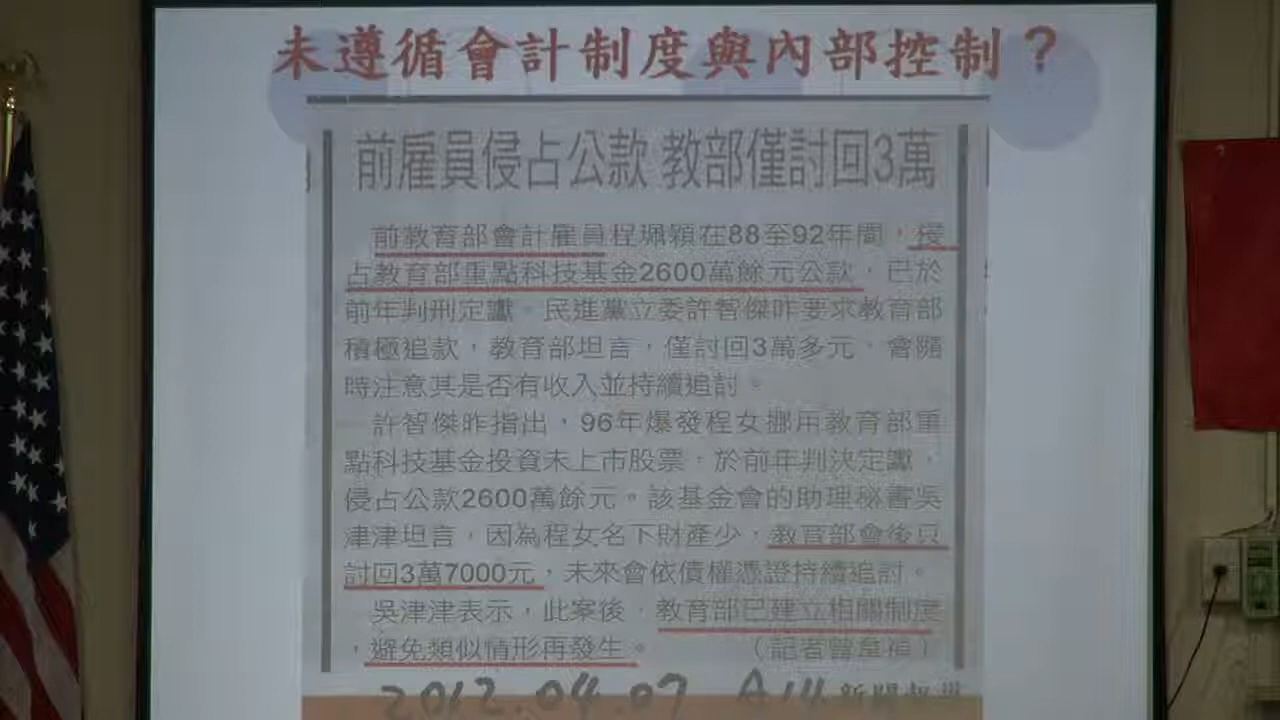 未遵循會計制度與內部控制？
前雇員侵占公款 教部僅討回3萬
前教育部會計雇員程珮穎在88至92年間，侵
占教育部重點科技基金2600萬餘元公款，已於
前年判刑定讞。民進黨立委許智傑昨要求教育部
積極追款，教育部坦言，僅討回3萬多元，會隨
時注意其是否有收入並持續追討。
許智傑昨指出，96年爆發程女挪用教育部重
點科技基金投資未上市股票，於前年判決定讞，
侵占公款2600萬餘元。該基金會的助理秘書吳
津津坦言，因為程女名下財產少，教育部會後只
討回3萬7000元，未來會依債權憑證持續追討。
吳津津表示，此案後，教育部已建立相關制度
，避免類似情形再發生。（記者曾韋禎）
2012.04.07 A14